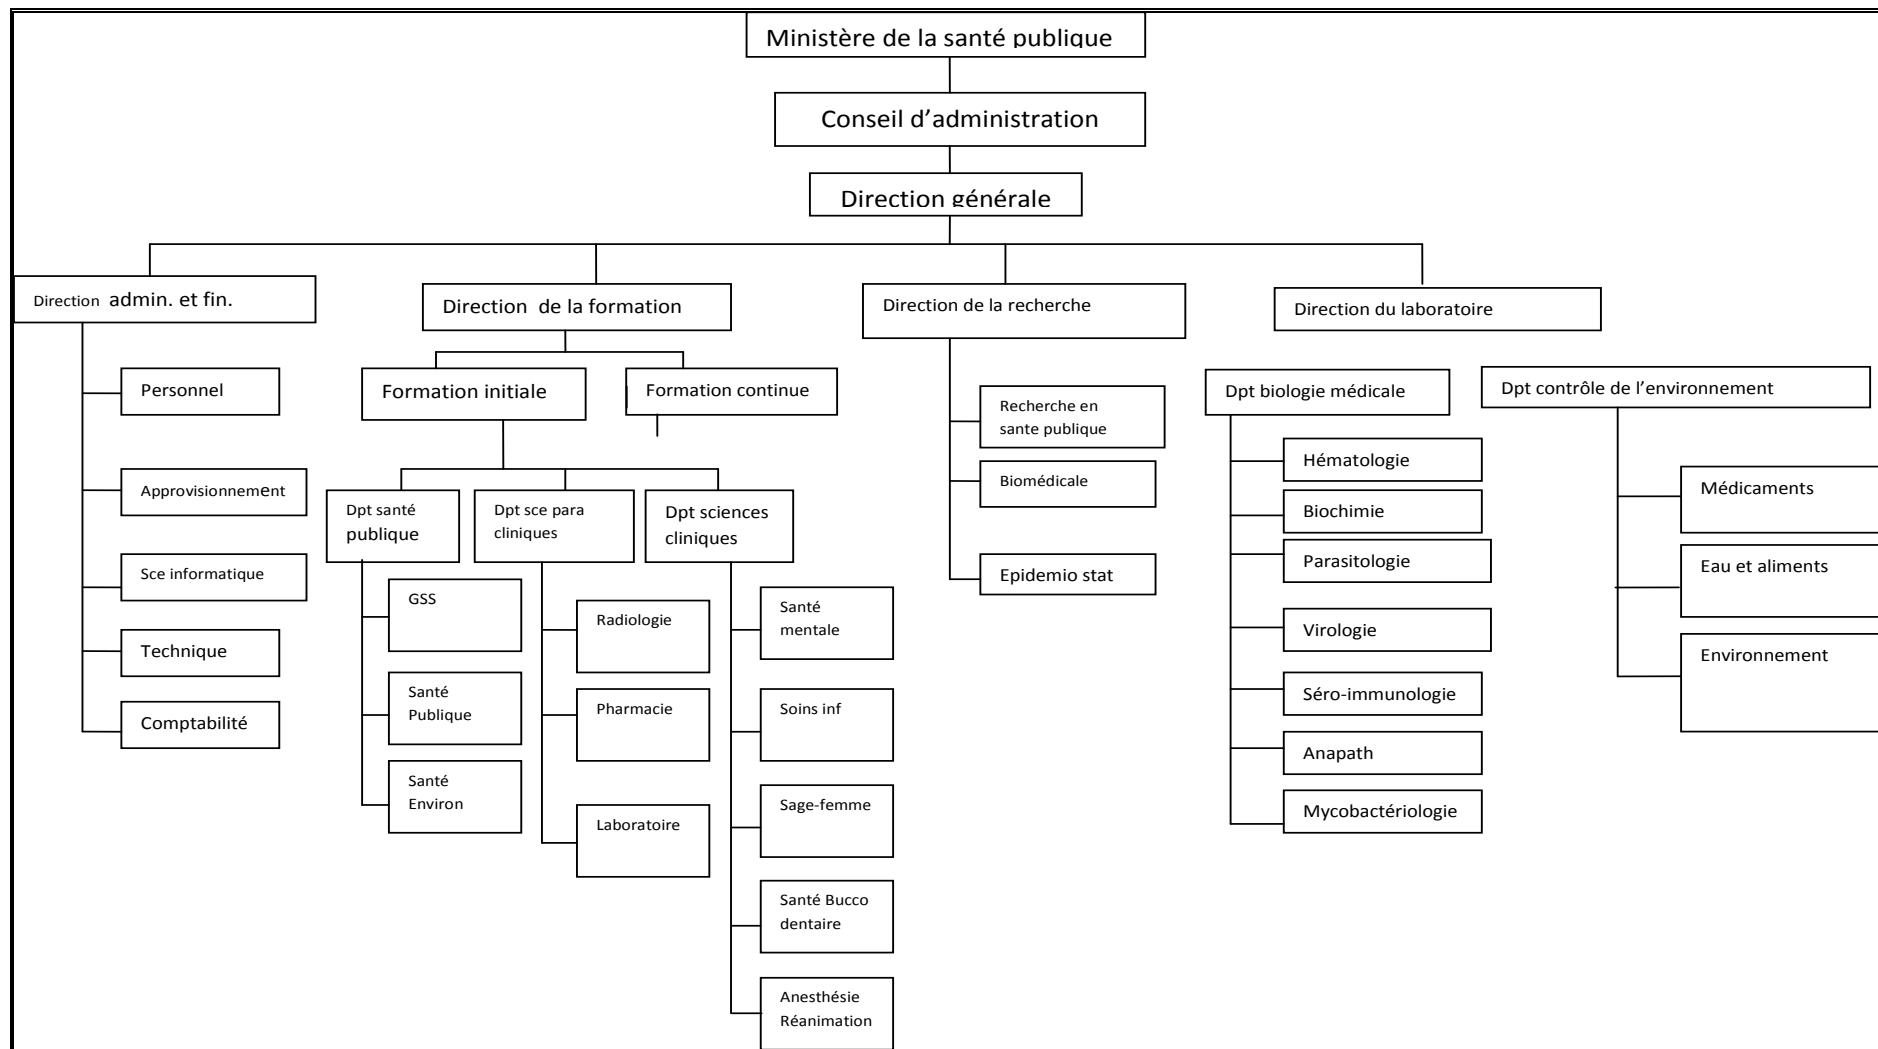 Ministère de la santé publique
Conseil d’administration
Direction générale
Direction admin. et fin.
Direction de la formation
Direction de la recherche
Direction du laboratoire
Personnel
Approvisionnement
Sce informatique
Technique
Comptabilité
Formation initiale
Formation continue
Dpt santé
publique
GSS
Santé
Publique
Santé
Environ
Dpt sce para
cliniques
Radiologie
Pharmacie
Laboratoire
Dpt sciences
cliniques
Santé
mentale
Soins inf
Sage-femme
Santé Bucco
dentaire
Anesthésie
Réanimation
Recherche en
sante publique
Biomédicale
Epidemio stat
Dpt biologie médicale
Hématologie
Biochimie
Parasitologie
Virologie
Séro-immunologie
Anapath
Mycobactériologie
Dpt contrôle de l’environnement
Médicaments
Eau et aliments
Environnement